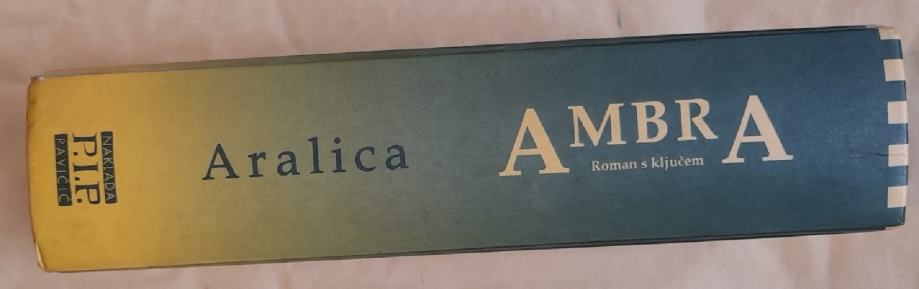 NAKLADA
P.I.P.
PAVIČIĆ
Aralica
AMBRA
Roman s ključem